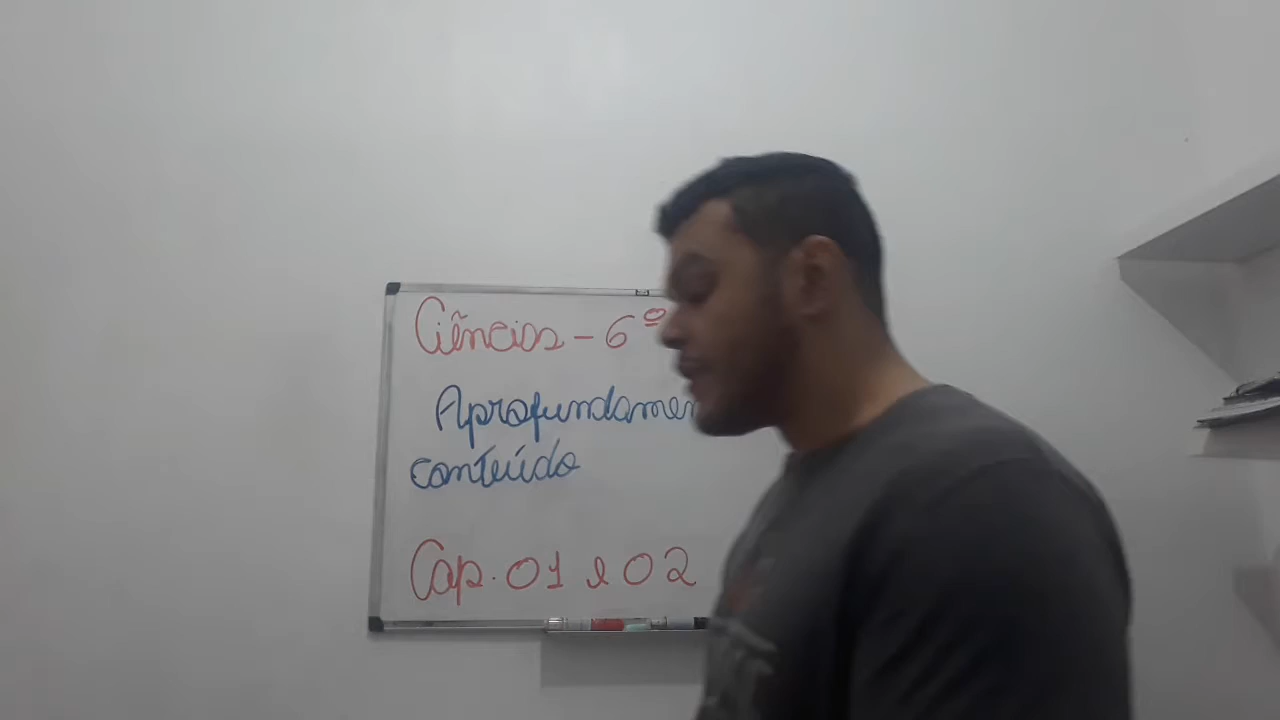 Ciências - 6º
Aprofundamen
conteúdo
Cap. 01 e 02